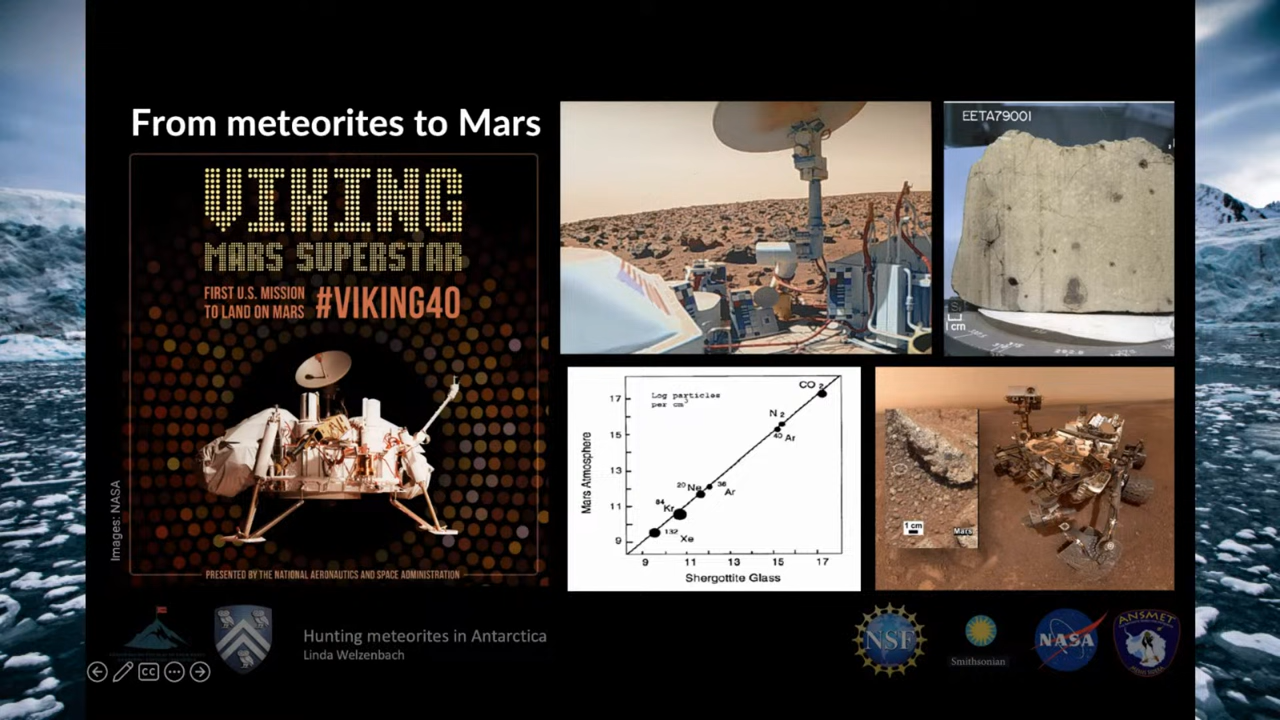 From meteorites to Mars
VIKING
MARS SUPERSTAR
FIRST U.S. MISSION
TO LAND ON MARS
#VIKING40
PRESENTED BY THE NATIONAL AERONAUTICS AND SPACE ADMINISTRATION
Images: NASA
EETA79001
1 cm
Log particles
per cm3
Mars Atmosphere
17
15
13
11
9
CO2
N2
40Ar
20Ne
36Ar
84Kr
132Xe
9
11
13
15
17
Shergottite Glass
1 cm
Mars
Hunting meteorites in Antarctica
Linda Welzenbach
NSF
Smithsonian
NASA
ANSMET
CC